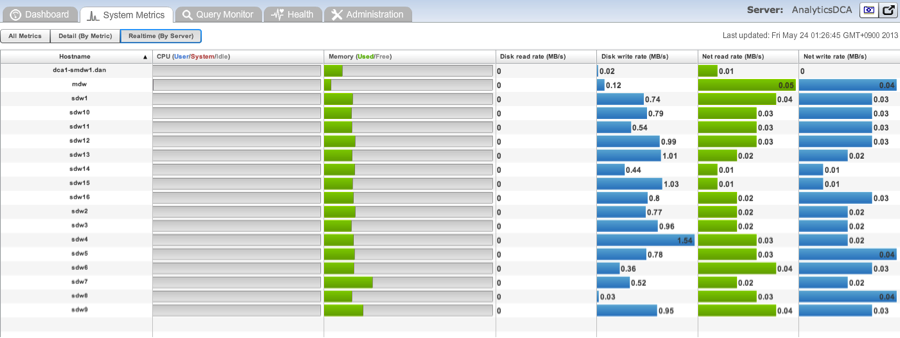 Dashboard System Metrics Query Monitor Health Administration Server: AnalyticsDCA
All Metrics Detail (By Metric) Realtime (By Server) Last updated: Fri May 24 01:26:45 GMT+0900 2013
Hostname CPU (User/System/Idle) Memory (Used/Free) Disk read rate (MB/s) Disk write rate (MB/s) Net read rate (MB/s) Net write rate (MB/s)
dca1-smdw1.dan 0 0.02 0.01 0
mdw 0 0.12 0.05 0.04
sdw1 0 0.74 0.04 0.03
sdw10 0 0.79 0.03 0.03
sdw11 0 0.54 0.03 0.03
sdw12 0 0.99 0.03 0.03
sdw13 0 1.01 0.02 0.02
sdw14 0 0.44 0.01 0.01
sdw15 0 1.03 0.01 0.01
sdw16 0 0.8 0.02 0.03
sdw2 0 0.77 0.02 0.02
sdw3 0 0.96 0.02 0.02
sdw4 0 1.54 0.03 0.02
sdw5 0 0.78 0.03 0.04
sdw6 0 0.36 0.04 0.03
sdw7 0 0.52 0.02 0.02
sdw8 0 0.03 0.03 0.04
sdw9 0 0.95 0.04 0.03